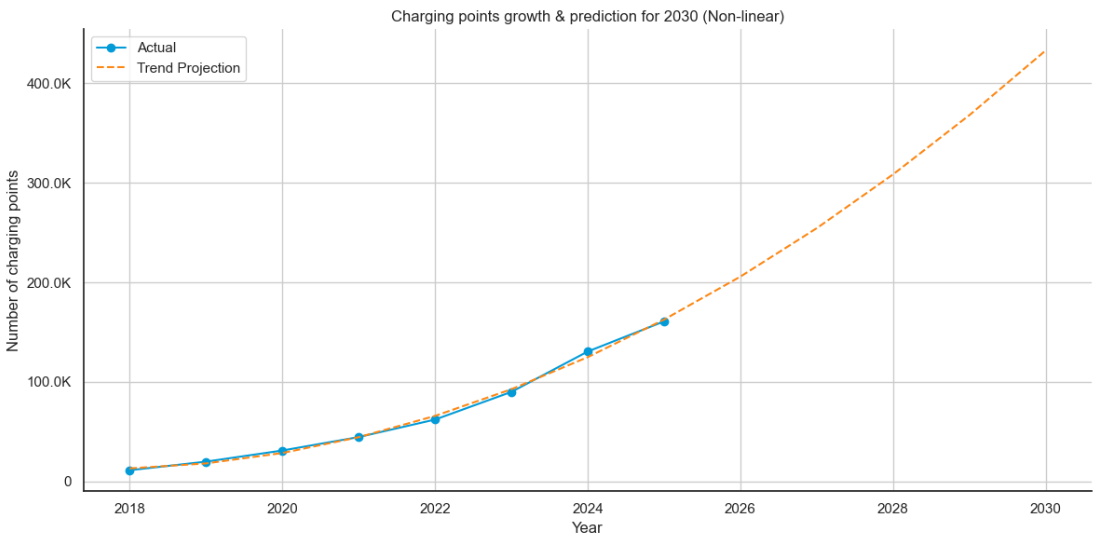 Charging points growth & prediction for 2030 (Non-linear)
Actual
Trend Projection
400.0K
300.0K
200.0K
100.0K
0
Number of charging points
2018 2020 2022 2024 2026 2028 2030
Year